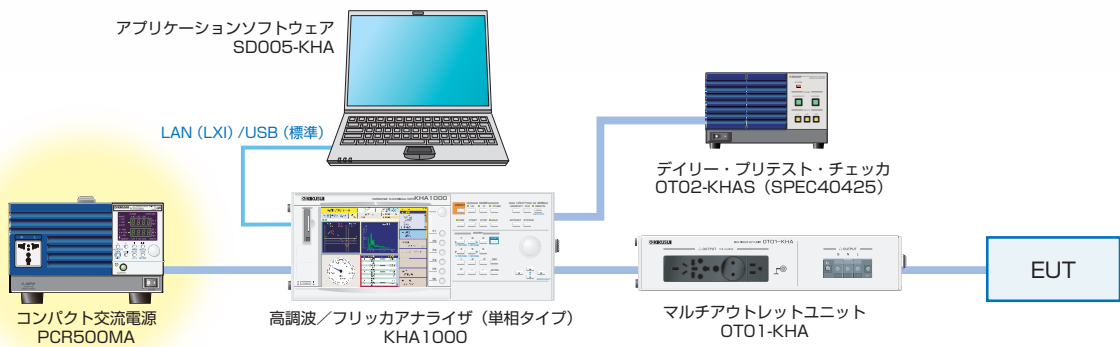 アプリケーションソフトウェア
SD005-KHA
LAN (LXI) /USB (標準)
デイリー・プリテスト・チェッカ
OT02-KHAS (SPEC40425)
KHA1000
OT01-KHA
EUT
コンパクト交流電源
PCR500MA
高調波／フリッカアナライザ (単相タイプ)
KHA1000
マルチアウトレットユニット
OT01-KHA